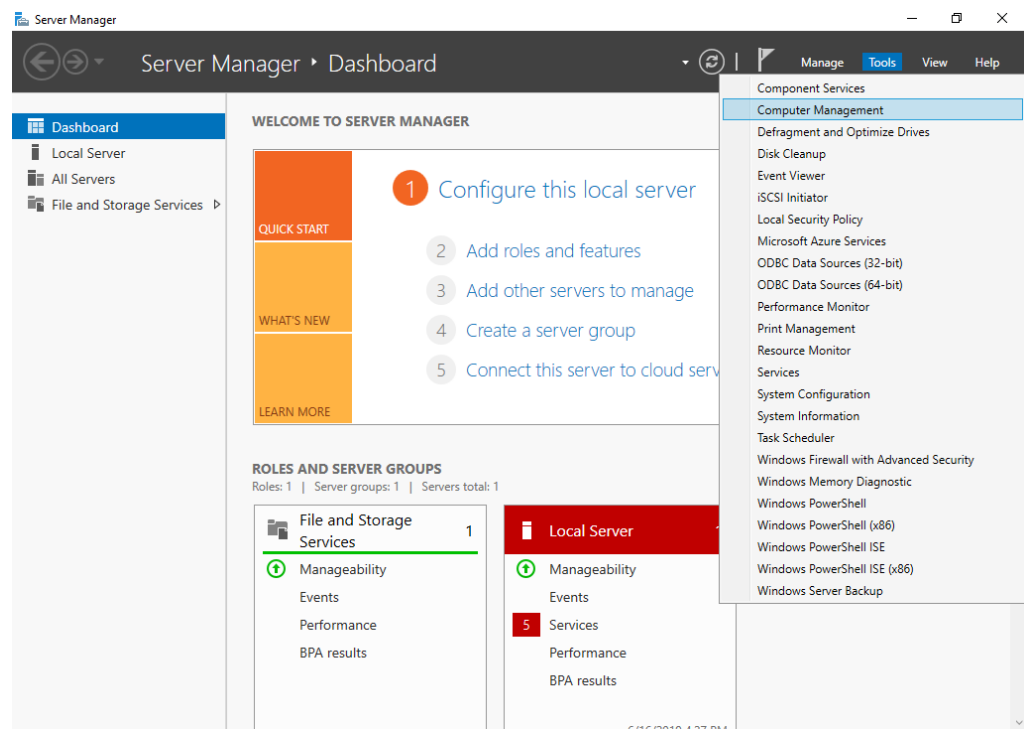 Server Manager
Server Manager ‣ Dashboard
Manage Tools View Help
Dashboard
Local Server
All Servers
File and Storage Services
WELCOME TO SERVER MANAGER
QUICK START
WHAT'S NEW
LEARN MORE
1 Configure this local server
2 Add roles and features
3 Add other servers to manage
4 Create a server group
5 Connect this server to cloud serv
ROLES AND SERVER GROUPS
Roles: 1 | Server groups: 1 | Servers total: 1
File and Storage
Services
1
Manageability
Events
Performance
BPA results
Local Server
Manageability
Events
5 Services
Performance
BPA results
Component Services
Computer Management
Defragment and Optimize Drives
Disk Cleanup
Event Viewer
iSCSI Initiator
Local Security Policy
Microsoft Azure Services
ODBC Data Sources (32-bit)
ODBC Data Sources (64-bit)
Performance Monitor
Print Management
Resource Monitor
Services
System Configuration
System Information
Task Scheduler
Windows Firewall with Advanced Security
Windows Memory Diagnostic
Windows PowerShell
Windows PowerShell (x86)
Windows PowerShell ISE
Windows PowerShell ISE (x86)
Windows Server Backup